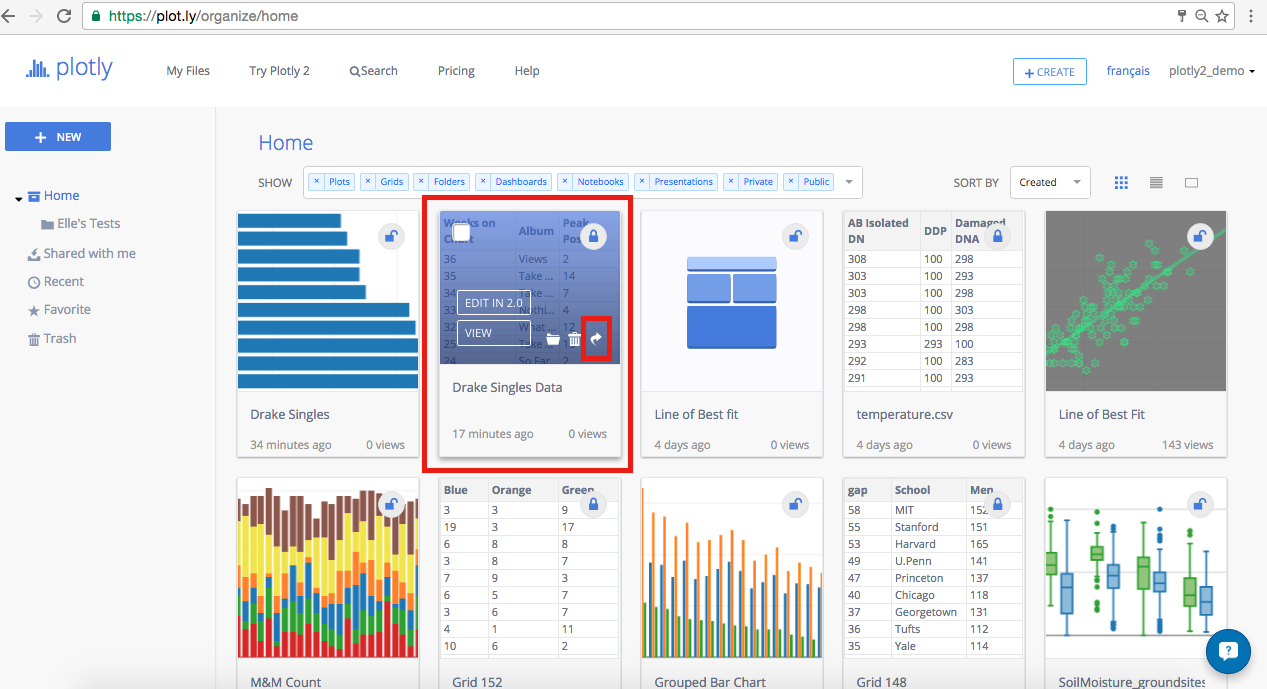 https://plot.ly/organize/home
plotly
My Files
Try Plotly 2
Search
Pricing
Help
CREATE
français
plotly2_demo
NEW
Home
Elle's Tests
Shared with me
Recent
Favorite
Trash
Home
SHOW
× Plots × Grids × Folders × Dashboards × Notebooks × Presentations × Private × Public
SORT BY
Created
Drake Singles
34 minutes ago 0 views
Weeks on Chart Album Peak
36 Views 2
35 Take ... 14
34 Take ... 7
4
32 What ... 12
25 Take ...
24 So Far
EDIT IN 2.0
VIEW
Drake Singles Data
17 minutes ago 0 views
Line of Best fit
4 days ago 0 views
AB Isolated DN DDP Damaged DNA
308 100 298
303 100 293
303 100 298
298 100 303
298 100 298
293 293 100
292 100 283
291 100 293
temperature.csv
4 days ago 0 views
Line of Best Fit
4 days ago 143 views
M&M Count
Blue Orange Green
3 3 9
19 3 17
6 8 8
3 8 7
7 9 3
6 5 7
3 6 7
4 1 11
10 6 2
Grid 152
Grouped Bar Chart
gap School Men
58 MIT 152
55 Stanford 151
53 Harvard 165
49 U.Penn 141
47 Princeton 137
40 Chicago 118
37 Georgetown 131
36 Tufts 112
35 Yale 114
Grid 148
SoilMoisture_groundsites